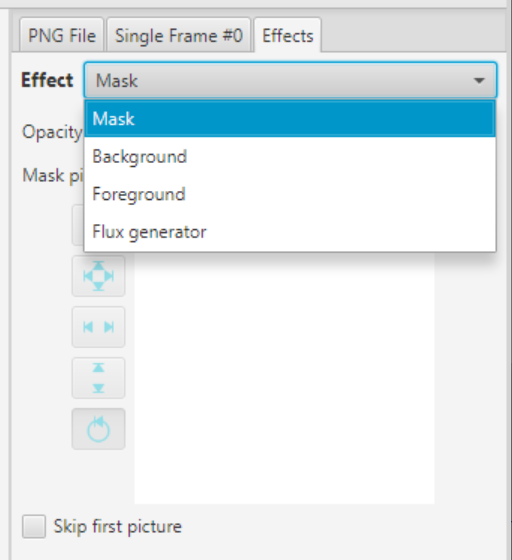 PNG File Single Frame #0 Effects
Effect Mask
Mask
Opacity
Background
Mask pi
Foreground
Flux generator
Skip first picture